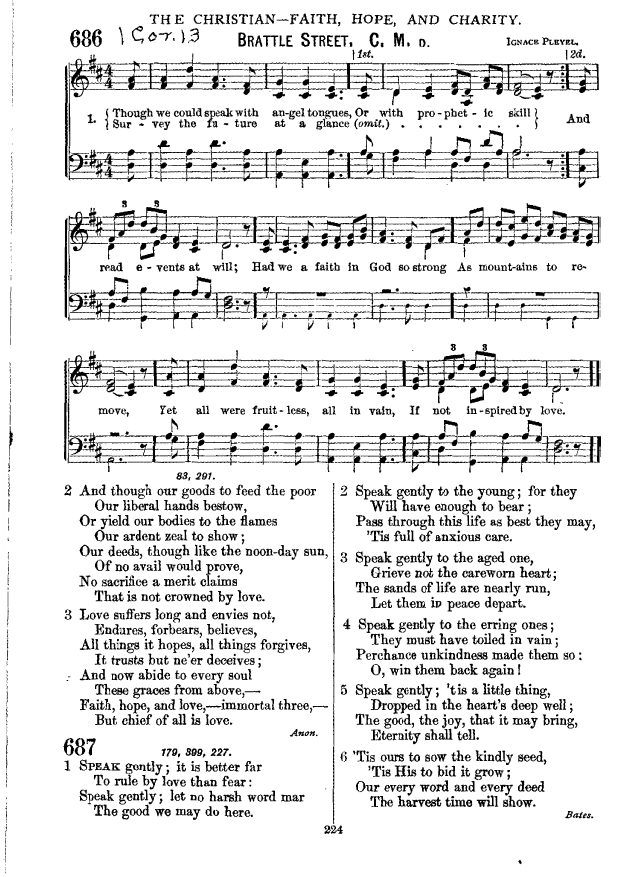 THE CHRISTIAN—FAITH, HOPE, AND CHARITY.
686 1 Cor. 13 BRATTLE STREET. C. M. D. IGNACE PLEYEL.
1st. 2d.
1. { Though we could speak with an-gel tongues, Or with pro-phet-ic skill } And
{ Sur-vey the fu-ture at a glance (omit.) . . . . . . }
3 3
read e-vents at will; Had we a faith in God so strong As mount-ains to re-
3 3
move, Yet all were fruit-less, all in vain, If not in-spired by love.
83, 291.
2 And though our goods to feed the poor
Our liberal hands bestow,
Or yield our bodies to the flames
Our ardent zeal to show;
Our deeds, though like the noon-day sun,
Of no avail would prove,
No sacrifice a merit claims
That is not crowned by love.
3 Love suffers long and envies not,
Endures, forbears, believes,
All things it hopes, all things forgives,
It trusts but ne'er deceives;
And now abide to every soul
These graces from above,—
Faith, hope, and love,—immortal three,—
But chief of all is love.
Anon.
687 179, 399, 227.
1 SPEAK gently; it is better far
To rule by love than fear:
Speak gently; let no harsh word mar
The good we may do here.
2 Speak gently to the young; for they
Will have enough to bear;
Pass through this life as best they may,
'Tis full of anxious care.
3 Speak gently to the aged one,
Grieve not the careworn heart;
The sands of life are nearly run,
Let them in peace depart.
4 Speak gently to the erring ones;
They must have toiled in vain;
Perchance unkindness made them so:
O, win them back again!
5 Speak gently; 'tis a little thing,
Dropped in the heart's deep well;
The good, the joy, that it may bring,
Eternity shall tell.
6 'Tis ours to sow the kindly seed,
'Tis His to bid it grow;
Our every word and every deed
The harvest time will show.
Bates.
224